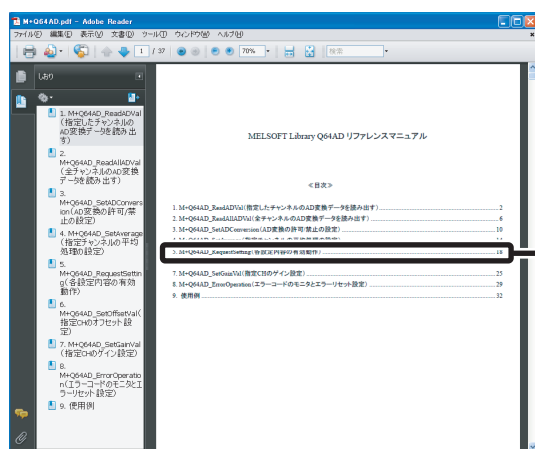 M+Q64AD.pdf - Adobe Reader
ファイル(F) 編集(E) 表示(V) 文書(D) ツール(T) ウィンドウ(W) ヘルプ(H)
1 / 37 70% 検索
しおり
1. M+Q64AD_ReadADVal
(指定したチャンネルの
AD変換データを読み出
す)
2.
M+Q64AD_ReadAllADVal
(全チャンネルのAD変換
データを読み出す)
3.
M+Q64AD_SetADConvers
ion(AD変換の許可/禁
止の設定)
4. M+Q64AD_SetAverage
(指定チャンネルの平均
処理の設定)
5.
M+Q64AD_RequestSettin
g(各設定内容の有効
動作)
6.
M+Q64AD_SetOffsetVal(
指定CHのオフセット設
定)
7. M+Q64AD_SetGainVal
(指定CHのゲイン設定)
8.
M+Q64AD_ErrorOperatio
n(エラーコードのモニタとエ
ラーリセット設定)
9. 使用例
MELSOFT Library Q64AD リファレンスマニュアル
≪目次≫
1. M+Q64AD_ReadADVal(指定したチャンネルのAD変換データを読み出す) 2
2. M+Q64AD_ReadAllADVal(全チャンネルのAD変換データを読み出す) 6
3. M+Q64AD_SetADConversion(AD変換の許可/禁止の設定) 10
5. M+Q64AD_RequestSetting(各設定内容の有効動作) 18
7. M+Q64AD_SetGainVal(指定CHのゲイン設定) 25
8. M+Q64AD_ErrorOperation(エラーコードのモニタとエラーリセット設定) 29
9. 使用例 32